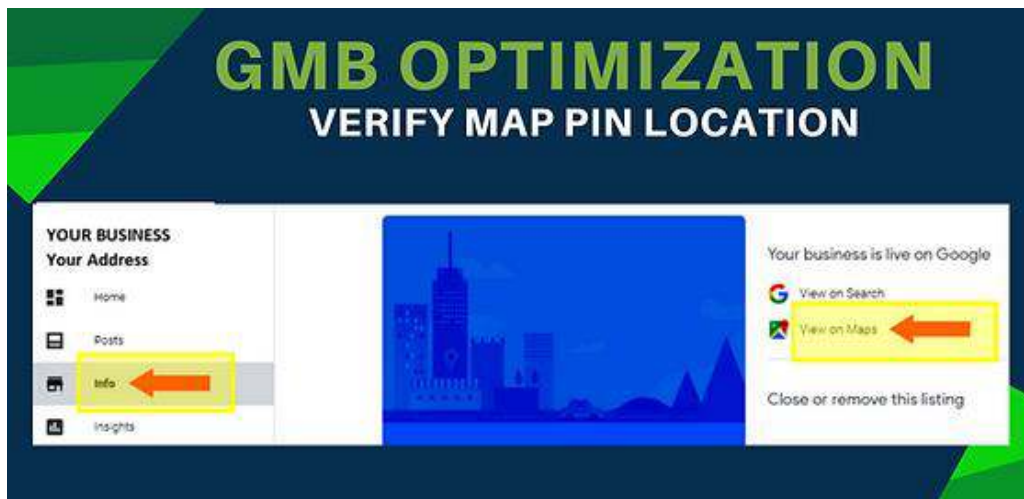 GMB OPTIMIZATION
VERIFY MAP PIN LOCATION
YOUR BUSINESS
Your Address
Home
Posts
Info
Insights
Your business is live on Google
View on Search
View on Maps
Close or remove this listing